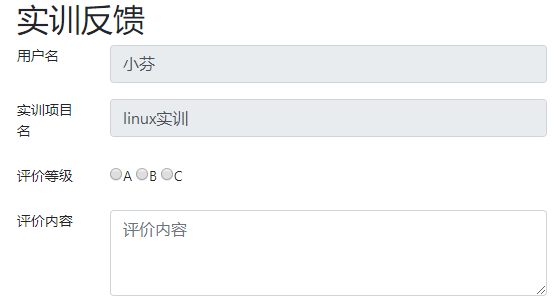 实训反馈
用户名
小芬
实训项目
名
linux实训
评价等级
A B C
评价内容
评价内容